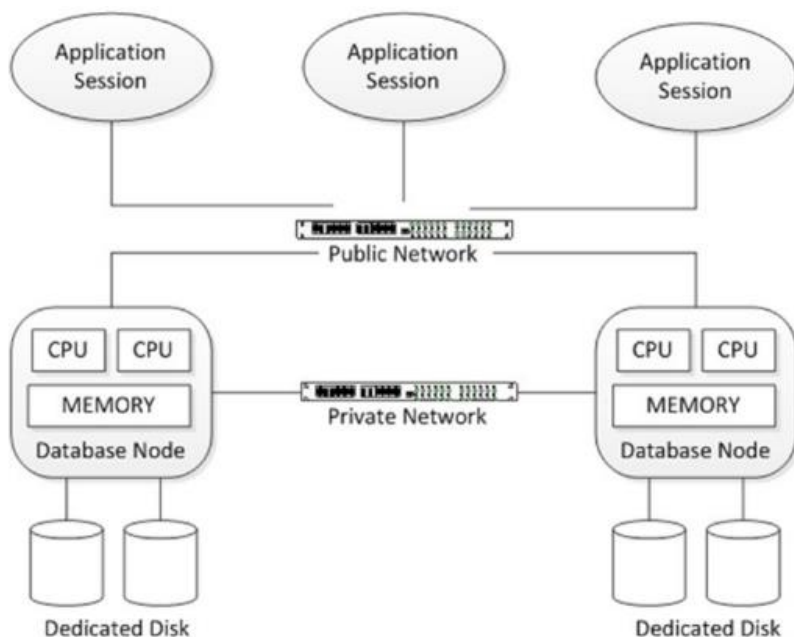 Application
Session
Application
Session
Application
Session
Public Network
CPU
CPU
MEMORY
Database Node
Private Network
CPU
CPU
MEMORY
Database Node
Dedicated Disk
Dedicated Disk